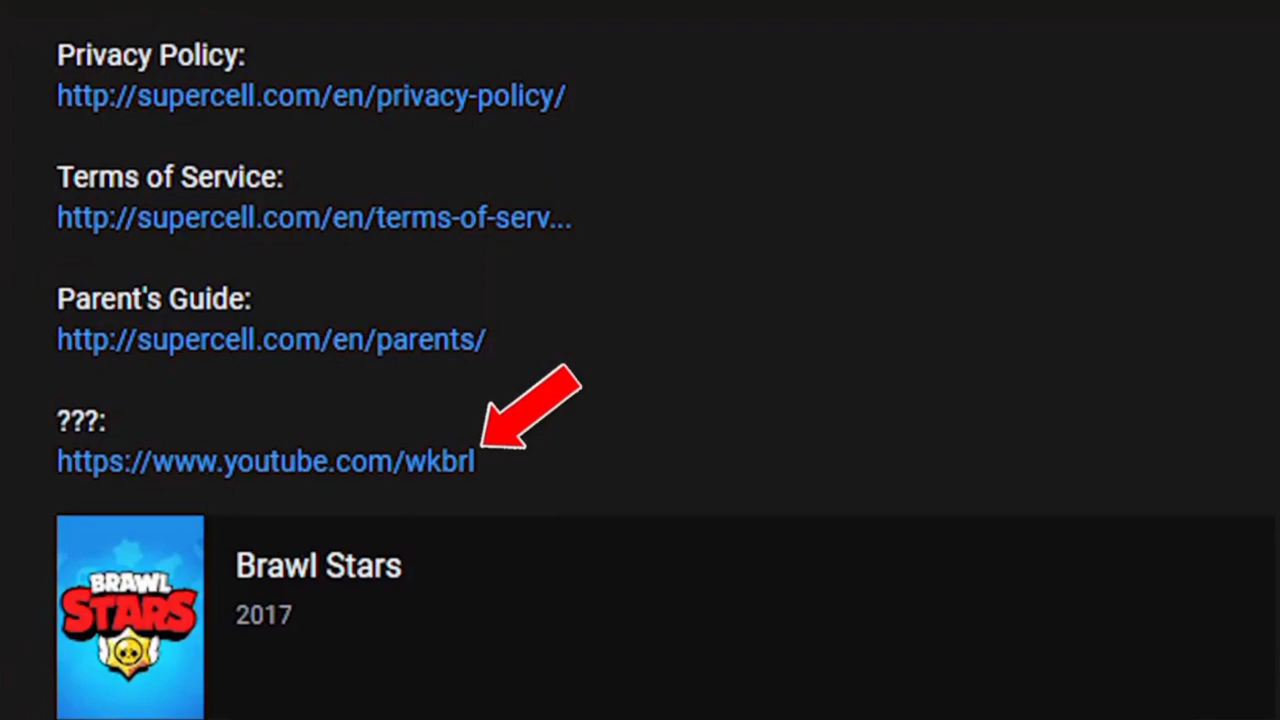 Privacy Policy:
http://supercell.com/en/privacy-policy/
Terms of Service:
http://supercell.com/en/terms-of-serv...
Parent's Guide:
http://supercell.com/en/parents/
???:
https://www.youtube.com/wkbrl
BRAWL
STARS
Brawl Stars
2017